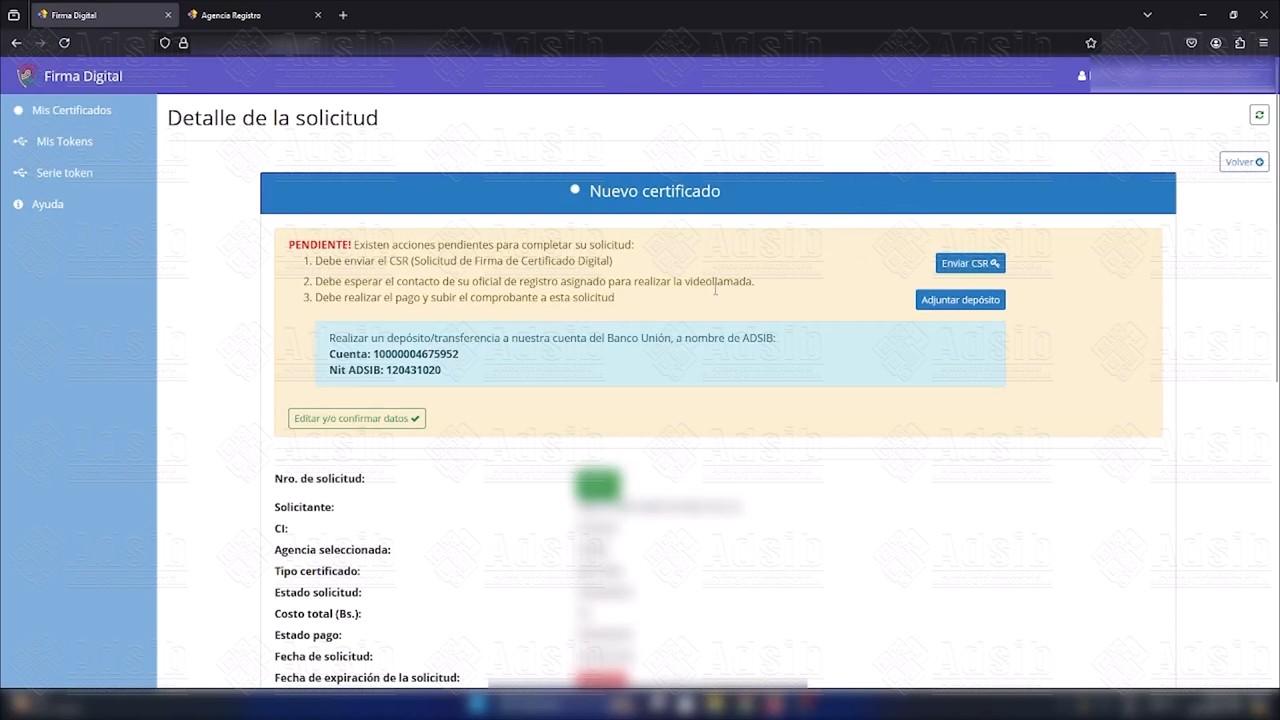 Firma Digital
Agencia Registro
Firma Digital
Mis Certificados
Mis Tokens
Serie token
Ayuda
Detalle de la solicitud
Volver
Nuevo certificado
PENDIENTE! Existen acciones pendientes para completar su solicitud:
1. Debe enviar el CSR (Solicitud de Firma de Certificado Digital)
Enviar CSR
2. Debe esperar el contacto de su oficial de registro asignado para realizar la videollamada.
3. Debe realizar el pago y subir el comprobante a esta solicitud
Adjuntar depósito
Realizar un depósito/transferencia a nuestra cuenta del Banco Unión, a nombre de ADSIB:
Cuenta: 10000004675952
Nit ADSIB: 120431020
Editar y/o confirmar datos
Nro. de solicitud:
Solicitante:
CI:
Agencia seleccionada:
Tipo certificado:
Estado solicitud:
Costo total (Bs.):
Estado pago:
Fecha de solicitud:
Fecha de expiración de la solicitud:
Adsib